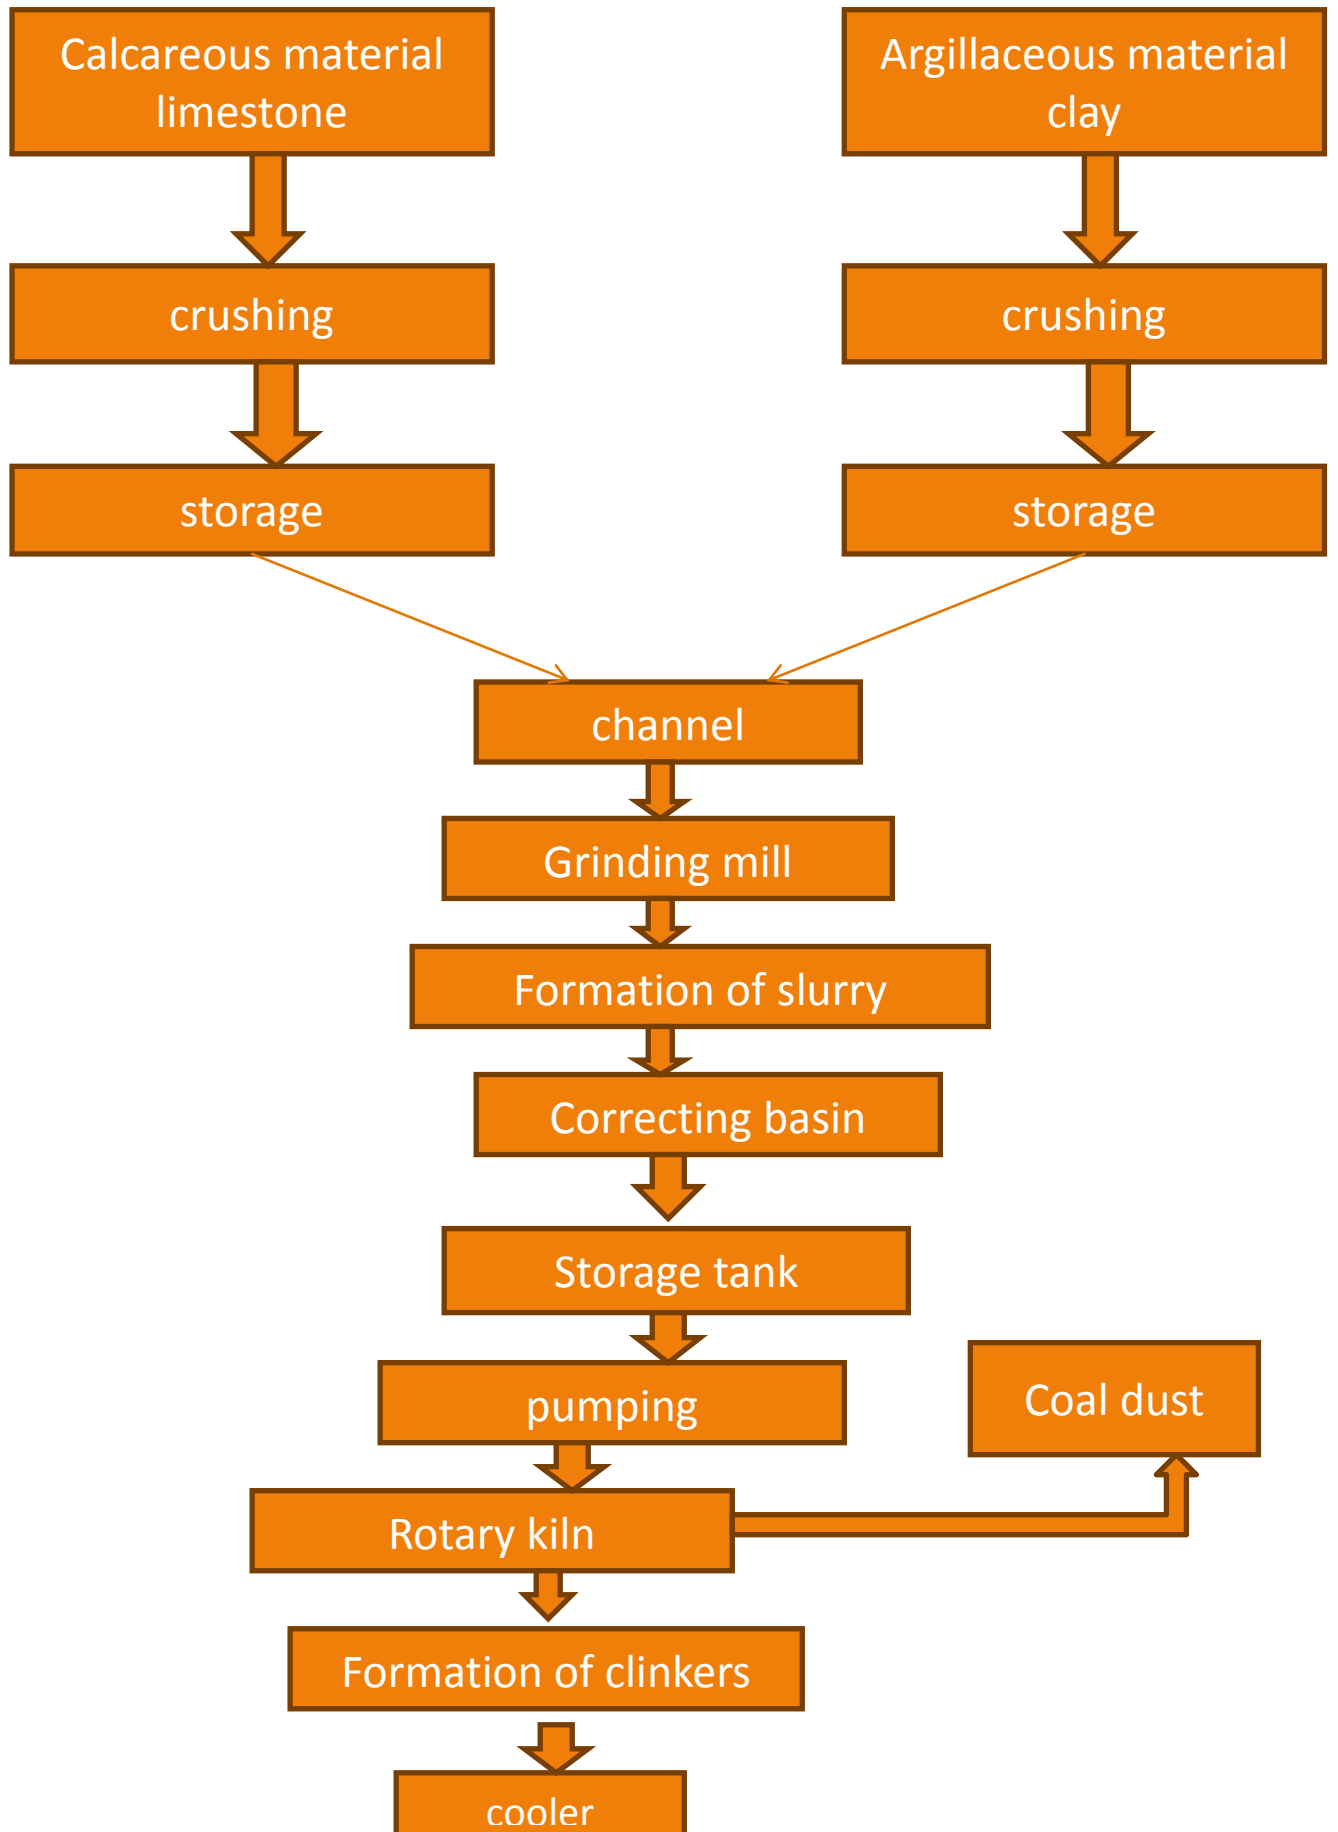 Calcareous material
limestone
Argillaceous material
clay
crushing
crushing
storage
storage
channel
Grinding mill
Formation of slurry
Correcting basin
Storage tank
pumping
Coal dust
Rotary kiln
Formation of clinkers
cooler